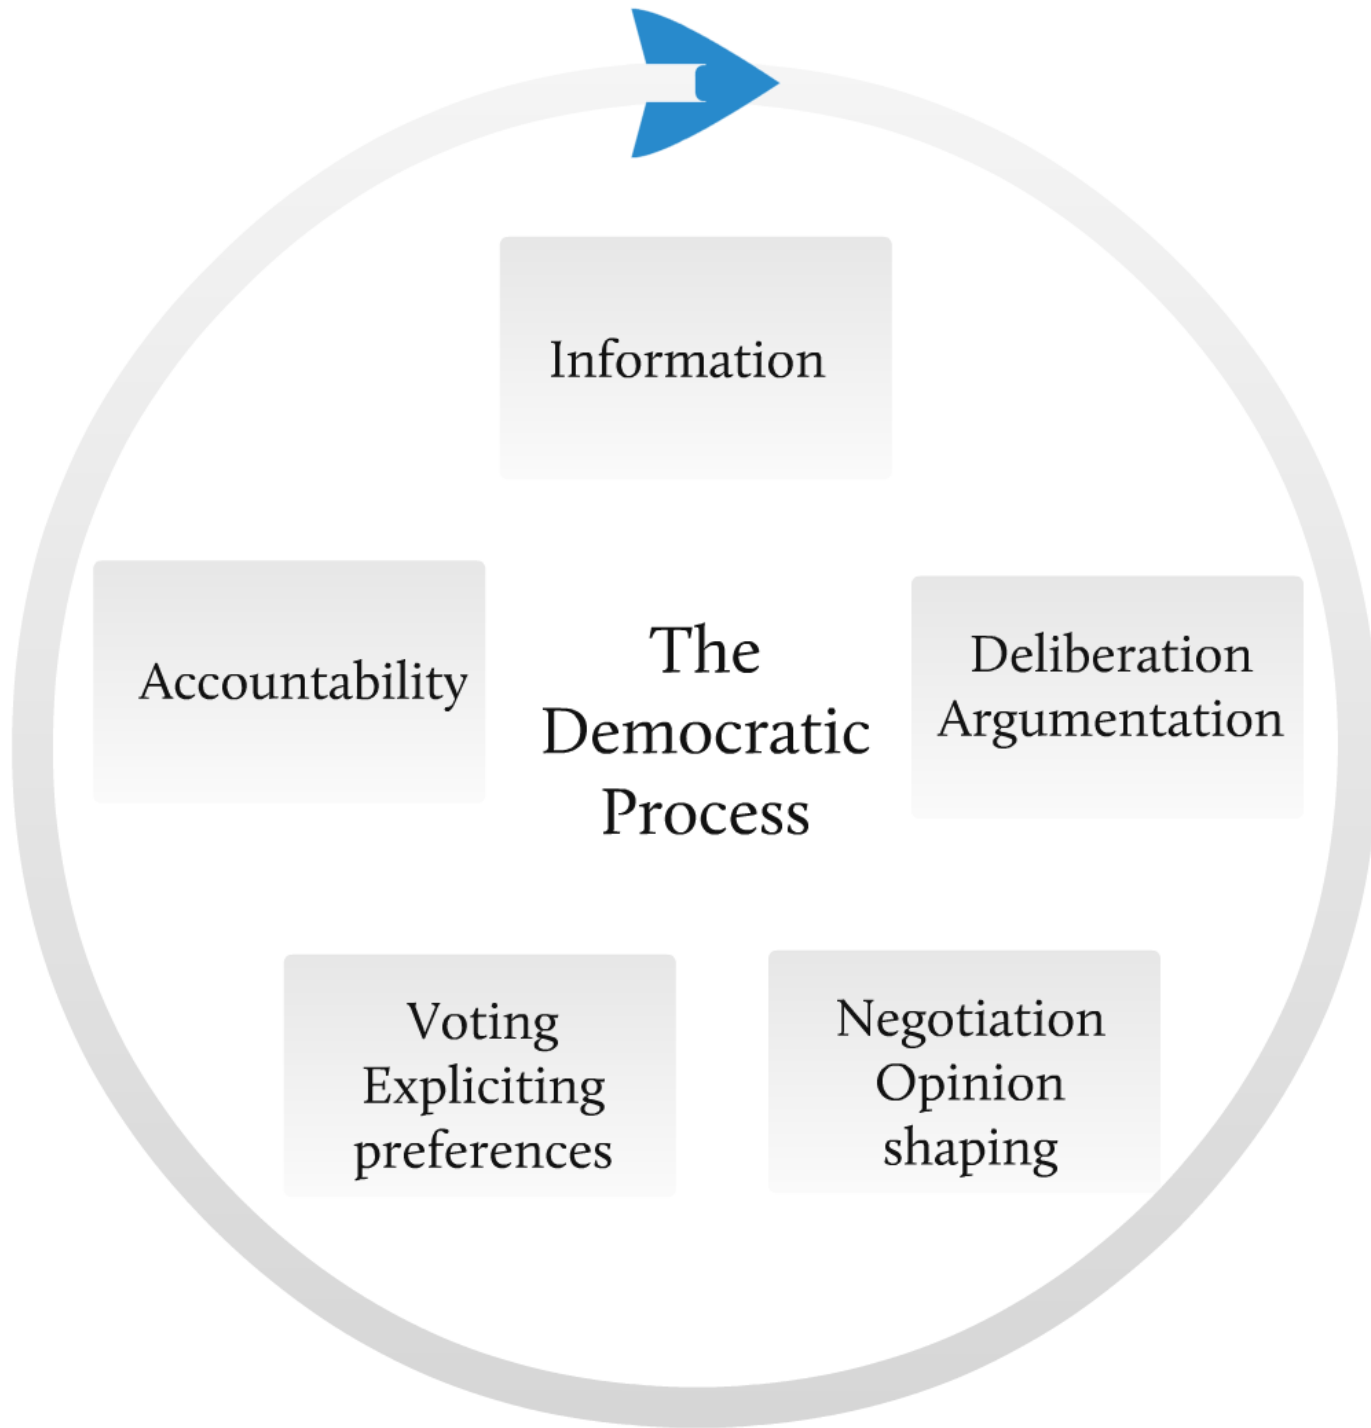 Information
Accountability
The
Democratic
Process
Deliberation
Argumentation
Voting
Expliciting
preferences
Negotiation
Opinion
shaping